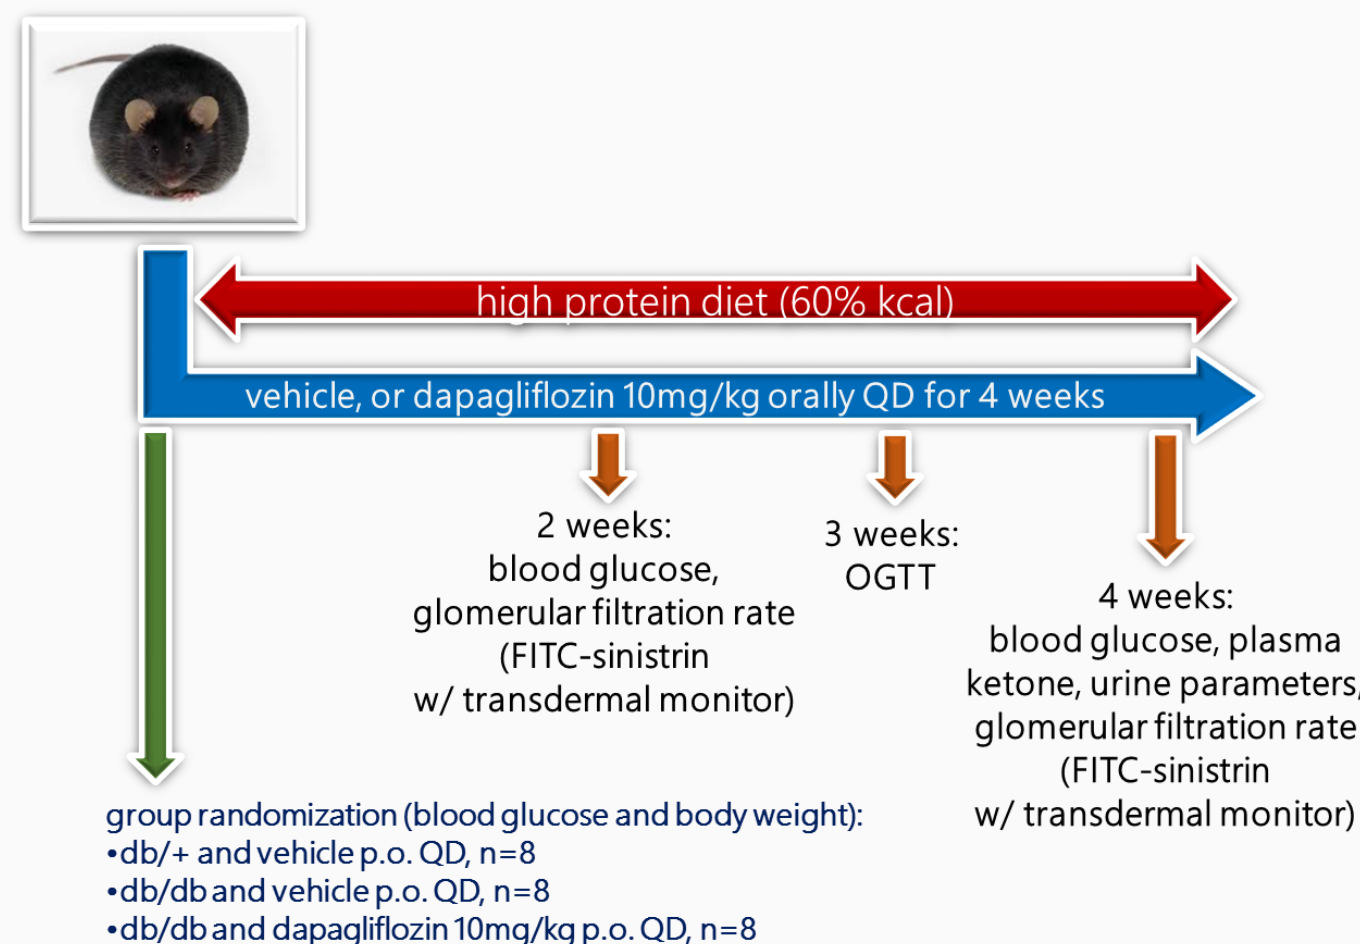 high protein diet (60% kcal)
vehicle, or dapagliflozin 10mg/kg orally QD for 4 weeks
2 weeks:
blood glucose,
glomerular filtration rate
(FITC-sinistrin
w/ transdermal monitor)
3 weeks:
OGTT
4 weeks:
blood glucose, plasma
ketone, urine parameters,
glomerular filtration rate
(FITC-sinistrin
w/ transdermal monitor)
group randomization (blood glucose and body weight):
•db/+ and vehicle p.o. QD, n=8
•db/db and vehicle p.o. QD, n=8
•db/db and dapagliflozin 10mg/kg p.o. QD, n=8